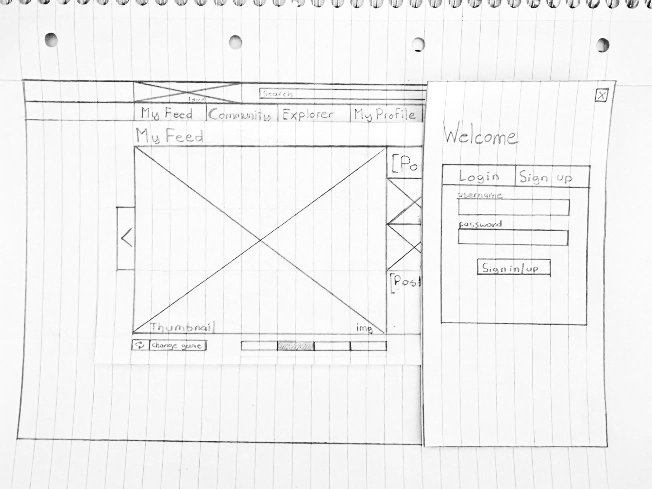 Search
My Feed Community Explorer My Profile
My Feed
[Po
[Post
Thumbnail img
change game
X
Welcome
Login Sign up
username
password
Sign in/up